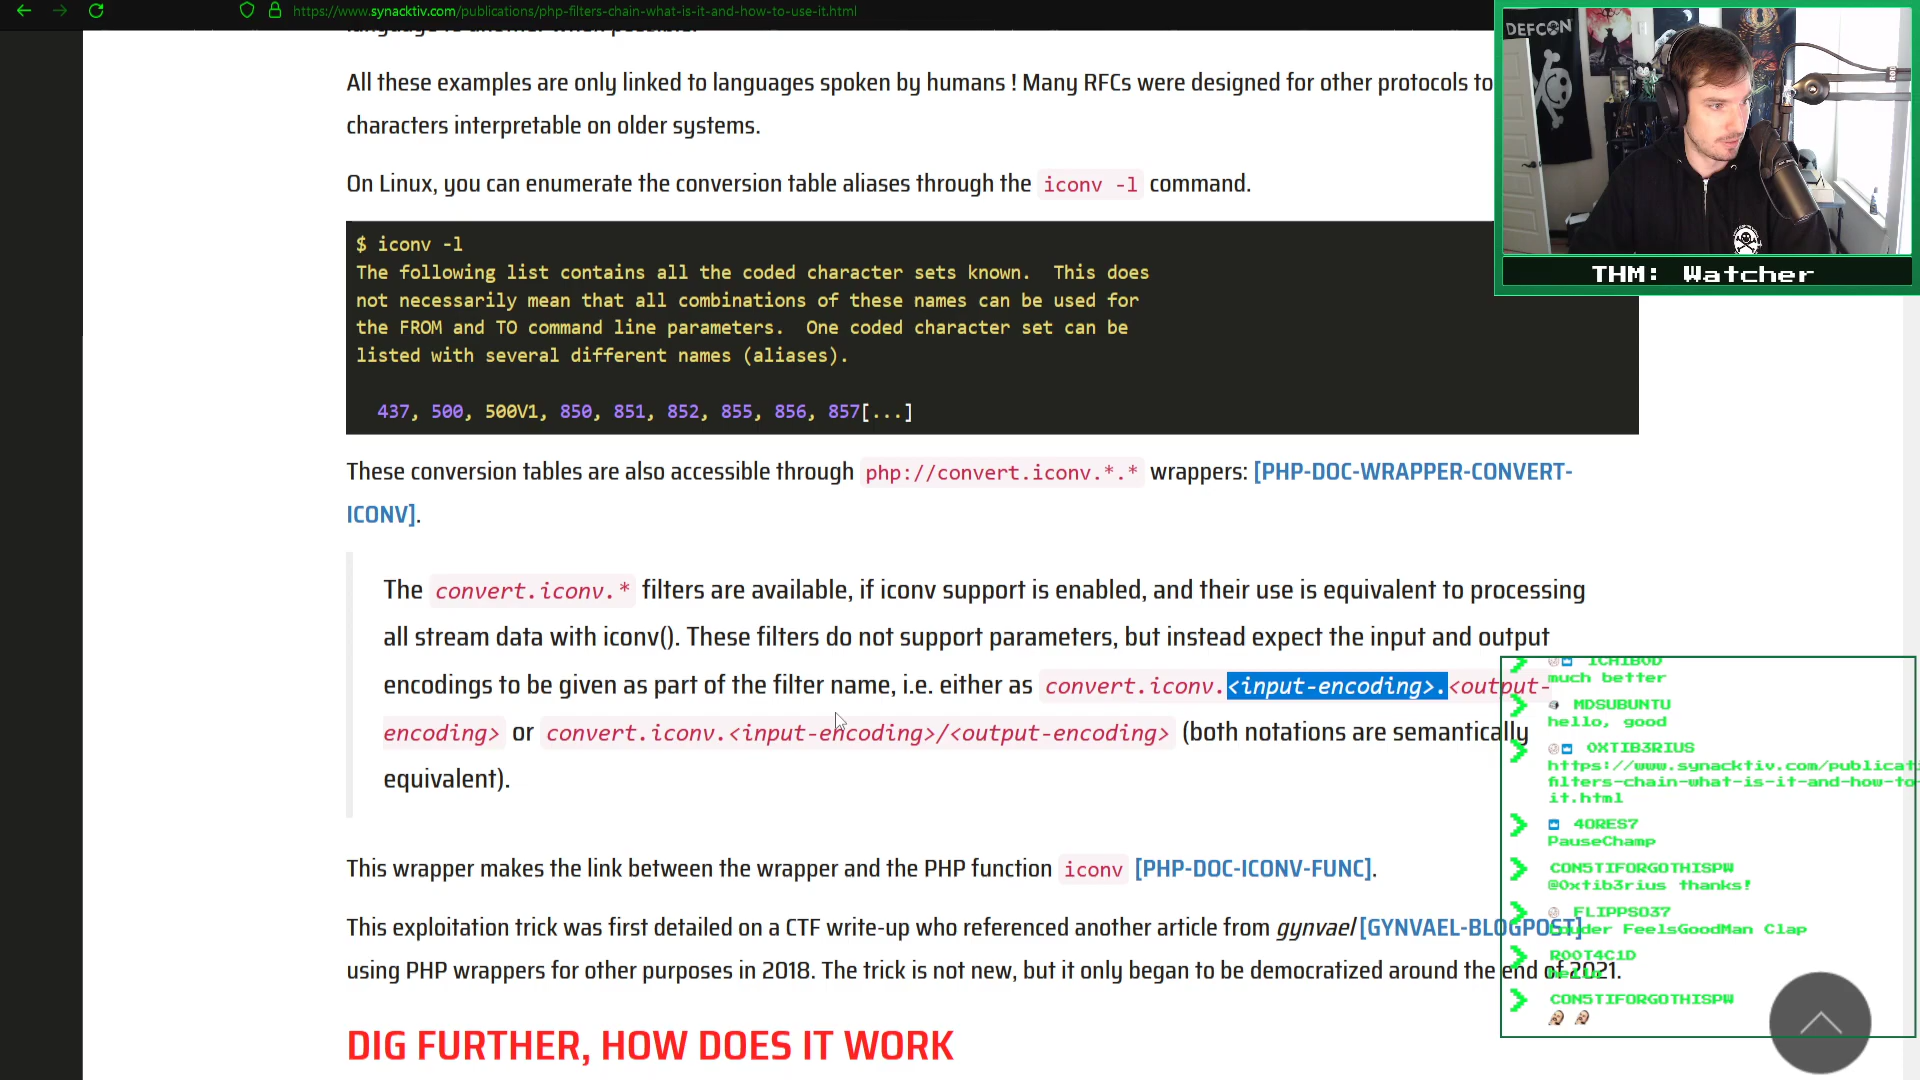 https://www.synacktiv.com/publications/php-filters-chain-what-is-it-and-how-to-use-it.html
All these examples are only linked to languages spoken by humans ! Many RFCs were designed for other protocols to
characters interpretable on older systems.
On Linux, you can enumerate the conversion table aliases through the iconv -l command.
$ iconv -l
The following list contains all the coded character sets known.  This does
not necessarily mean that all combinations of these names can be used for
the FROM and TO command line parameters.  One coded character set can be
listed with several different names (aliases).
437, 500, 500V1, 850, 851, 852, 855, 856, 857[...]
These conversion tables are also accessible through php://convert.iconv.*.* wrappers: [PHP-DOC-WRAPPER-CONVERT-
ICONV].
The convert.iconv.* filters are available, if iconv support is enabled, and their use is equivalent to processing
all stream data with iconv(). These filters do not support parameters, but instead expect the input and output
encodings to be given as part of the filter name, i.e. either as convert.iconv.<input-encoding>.<output-
encoding> or convert.iconv.<input-encoding>/<output-encoding> (both notations are semantically
equivalent).
This wrapper makes the link between the wrapper and the PHP function iconv [PHP-DOC-ICONV-FUNC].
This exploitation trick was first detailed on a CTF write-up who referenced another article from gynvael [GYNVAEL-BLOGPOST]
using PHP wrappers for other purposes in 2018. The trick is not new, but it only began to be democratized around the end of 2021.
DIG FURTHER, HOW DOES IT WORK
DEFCON
THM: Watcher
ICHIB0D
much better
MDSUBUNTU
hello, good
0XTIB3RIUS
https://www.synacktiv.com/publicati
filters-chain-what-is-it-and-how-to-
it.html
4ORES7
PauseChamp
CON5TIFORGOTHISPW
@0xtib3rius thanks!
FLIPPSO37
louder FeelsGoodMan Clap
R00T4C1D
hello
CON5TIFORGOTHISPW